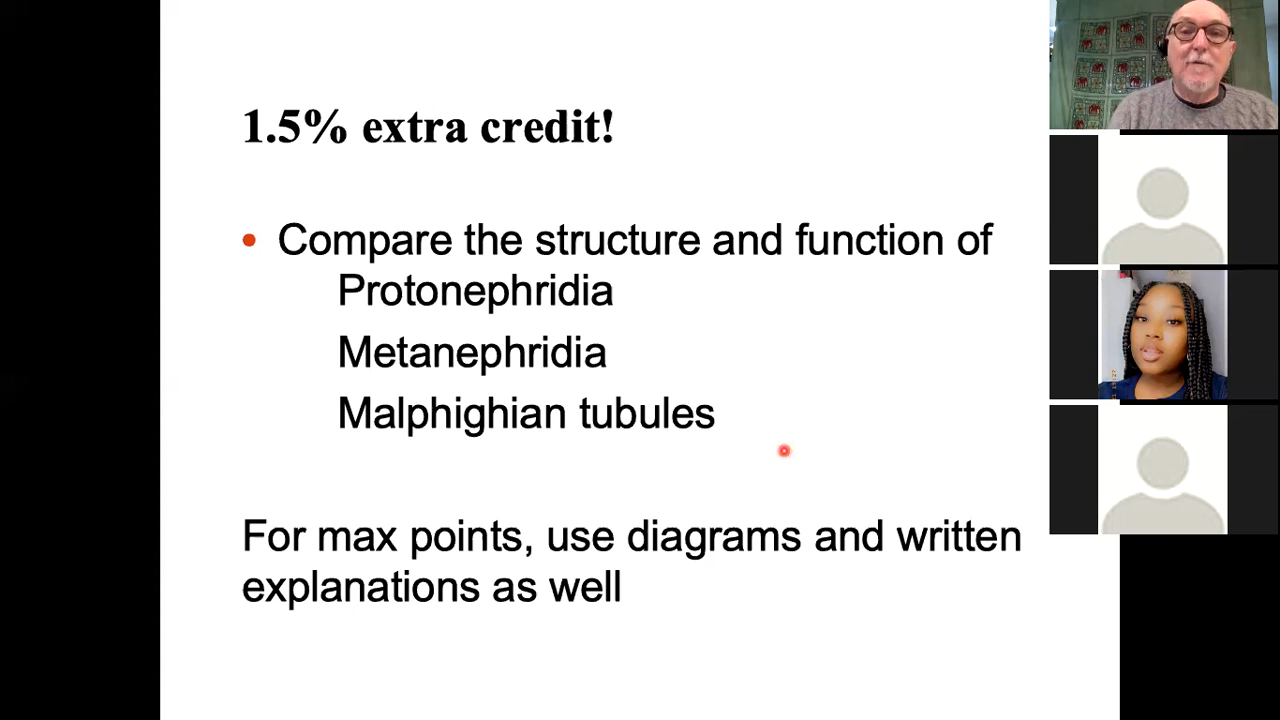 1.5% extra credit!
• Compare the structure and function of
Protonephridia
Metanephridia
Malphighian tubules
For max points, use diagrams and written
explanations as well